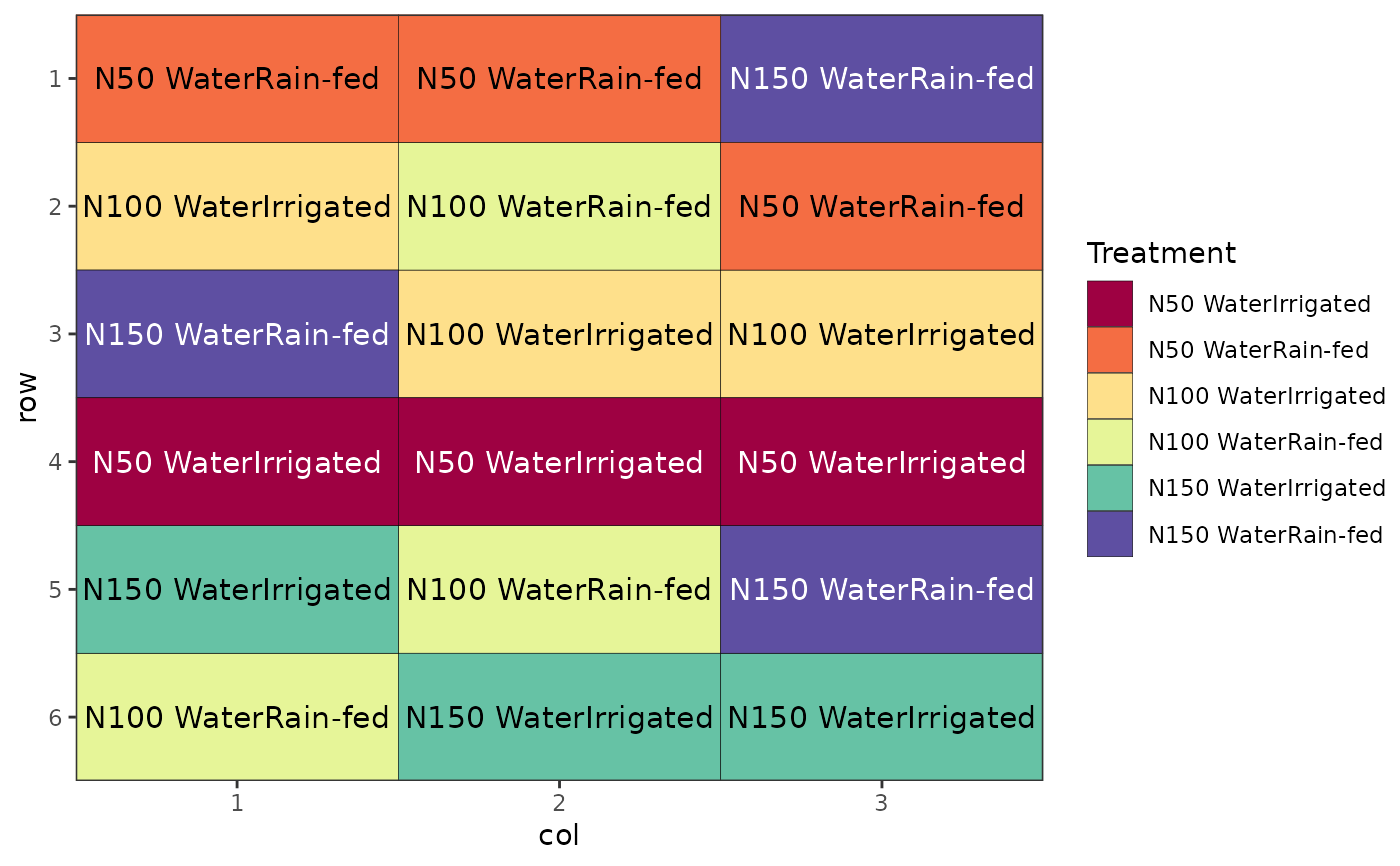 1 N50 WaterRain-fed N50 WaterRain-fed N150 WaterRain-fed
2 N100 WaterIrrigated N100 WaterRain-fed N50 WaterRain-fed
3 N150 WaterRain-fed N100 WaterIrrigated N100 WaterIrrigated
4 N50 WaterIrrigated N50 WaterIrrigated N50 WaterIrrigated
5 N150 WaterIrrigated N100 WaterRain-fed N150 WaterRain-fed
6 N100 WaterRain-fed N150 WaterIrrigated N150 WaterIrrigated
row
1 2 3
col
Treatment
N50 WaterIrrigated
N50 WaterRain-fed
N100 WaterIrrigated
N100 WaterRain-fed
N150 WaterIrrigated
N150 WaterRain-fed